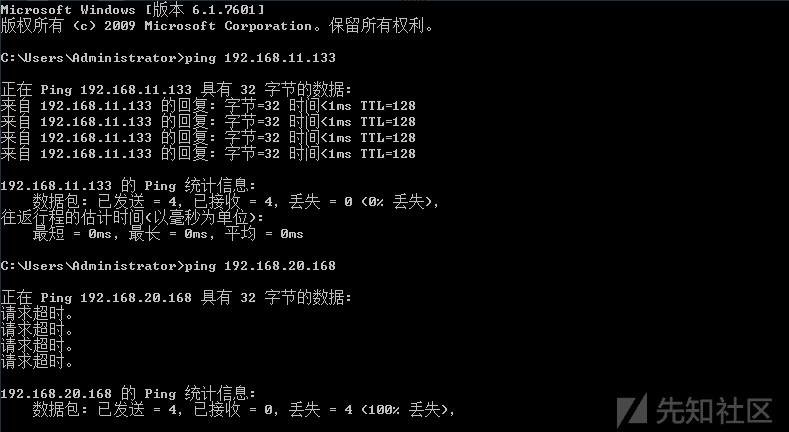 Microsoft Windows [版本 6.1.7601]
版权所有 (c) 2009 Microsoft Corporation。保留所有权利。
C:\Users\Administrator>ping 192.168.11.133
正在 Ping 192.168.11.133 具有 32 字节的数据:
来自 192.168.11.133 的回复: 字节=32 时间<1ms TTL=128
来自 192.168.11.133 的回复: 字节=32 时间<1ms TTL=128
来自 192.168.11.133 的回复: 字节=32 时间<1ms TTL=128
来自 192.168.11.133 的回复: 字节=32 时间<1ms TTL=128
192.168.11.133 的 Ping 统计信息:
数据包: 已发送 = 4，已接收 = 4，丢失 = 0 (0% 丢失)，
往返行程的估计时间(以毫秒为单位):
最短 = 0ms，最长 = 0ms，平均 = 0ms
C:\Users\Administrator>ping 192.168.20.168
正在 Ping 192.168.20.168 具有 32 字节的数据:
请求超时。
请求超时。
请求超时。
请求超时。
192.168.20.168 的 Ping 统计信息:
数据包: 已发送 = 4，已接收 = 0，丢失 = 4 (100% 丢失)，
先知社区